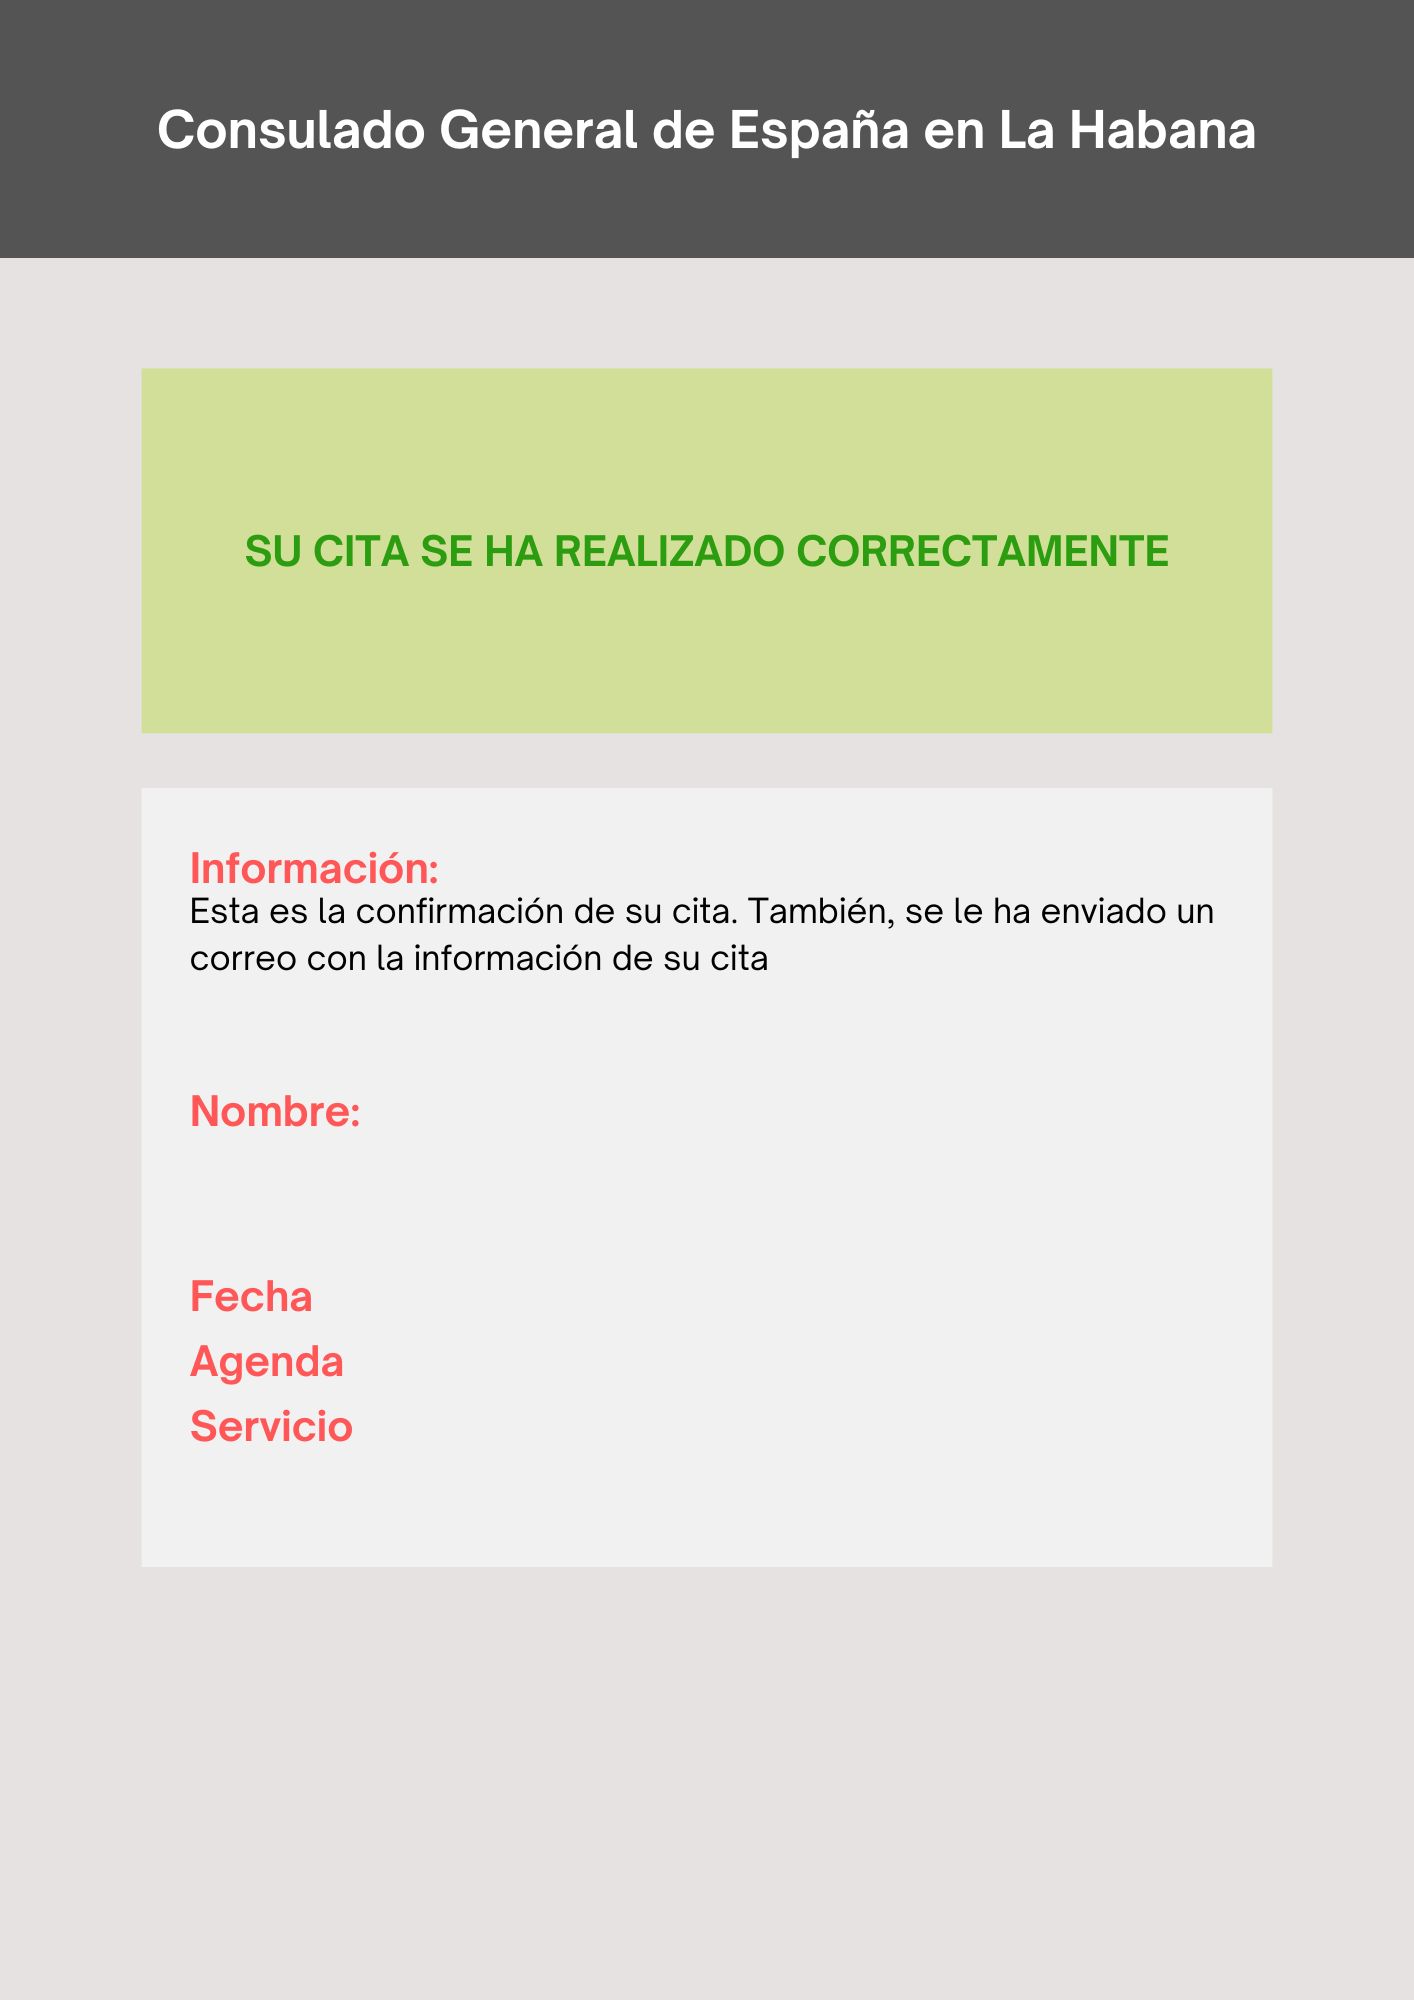 Consulado General de España en La Habana
SU CITA SE HA REALIZADO CORRECTAMENTE
Información:
Esta es la confirmación de su cita. También, se le ha enviado un
correo con la información de su cita
Nombre:
Fecha
Agenda
Servicio